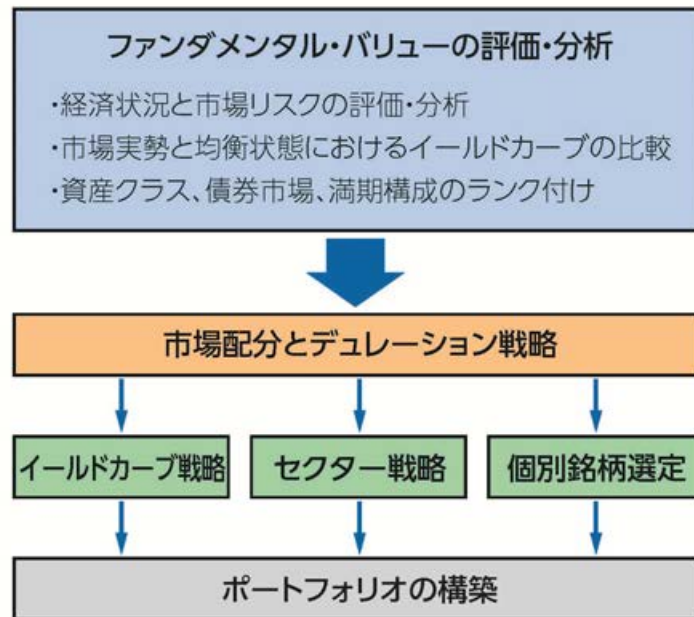 ファンダメンタル・バリューの評価・分析
・経済状況と市場リスクの評価・分析
・市場実勢と均衡状態におけるイールドカーブの比較
・資産クラス、債券市場、満期構成のランク付け
市場配分とデュレーション戦略
イールドカーブ戦略
セクター戦略
個別銘柄選定
ポートフォリオの構築